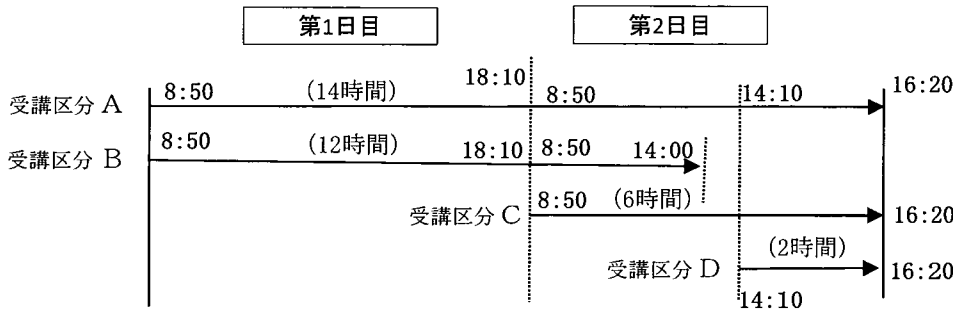 第1日目 第2日目
受講区分 A 8:50 (14時間) 18:10 8:50 14:10 16:20
受講区分 B 8:50 (12時間) 18:10 8:50 14:00
受講区分 C 8:50 (6時間) 16:20
受講区分 D (2時間) 16:20
14:10